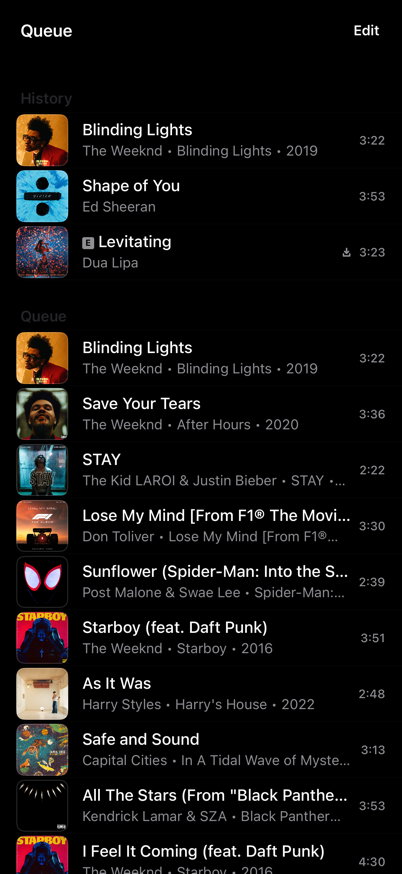 Queue
Edit
History
Blinding Lights
The Weeknd • Blinding Lights • 2019
3:22
Shape of You
Ed Sheeran
3:53
E Levitating
Dua Lipa
3:23
Queue
Blinding Lights
The Weeknd • Blinding Lights • 2019
3:22
Save Your Tears
The Weeknd • After Hours • 2020
3:36
STAY
The Kid LAROI & Justin Bieber • STAY •...
2:22
Lose My Mind [From F1® The Movi...
Don Toliver • Lose My Mind [From F1®...
3:30
Sunflower (Spider-Man: Into the S...
Post Malone & Swae Lee • Spider-Man:...
2:39
STARBOY
Starboy (feat. Daft Punk)
The Weeknd • Starboy • 2016
3:51
As It Was
Harry Styles • Harry's House • 2022
2:48
Safe and Sound
Capital Cities • In A Tidal Wave of Myste...
3:13
All The Stars (From "Black Panthe...
Kendrick Lamar & SZA • Black Panther...
3:53
STARBOY
I Feel It Coming (feat. Daft Punk)
The Weeknd • Starboy • 2016
4:30